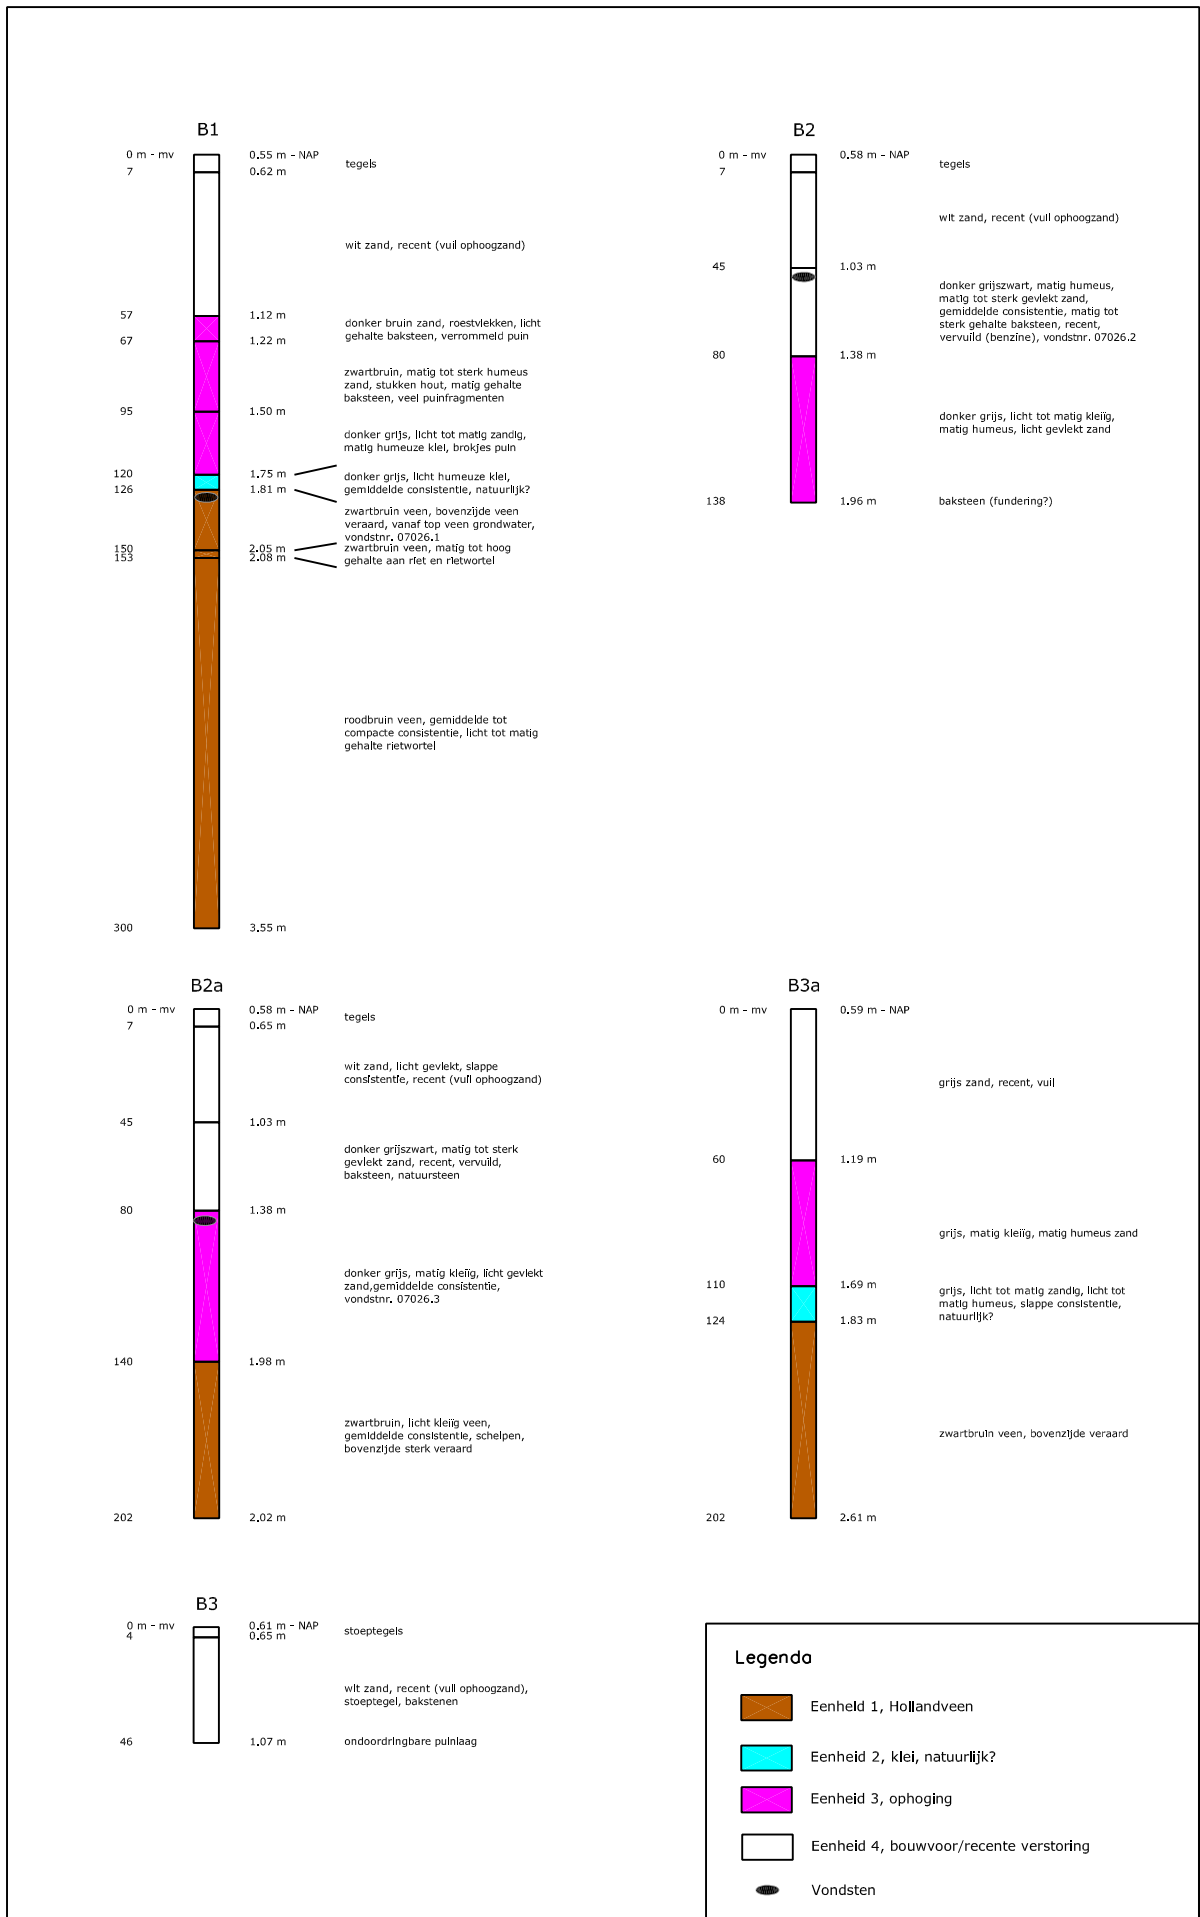 B1
0 m - mv
0.55 m - NAP
tegels
7
0.62 m
wit zand, recent (vuil ophoogzand)
57
1.12 m
donker bruin zand, roestvlekken, licht
gehalte baksteen, verrommeld puin
67
1.22 m
zwartbruin, matig tot sterk humeus
zand, stukken hout, matig gehalte
baksteen, veel puinfragmenten
95
1.50 m
donker grijs, licht tot matig zandig,
matig humeuze klei, brokjes puin
120
1.75 m
donker grijs, licht humeuze klei,
gemiddelde consistentie, natuurlijk?
126
1.81 m
zwartbruin veen, bovenzijde veen
veraard, vanaf top veen grondwater,
vondstnr. 07026.1
150
2.05 m
zwartbruin veen, matig tot hoog
gehalte aan riet en rietwortel
153
2.08 m
roodbruin veen, gemiddelde tot
compacte consistentie, licht tot matig
gehalte rietwortel
300
3.55 m
B2
0 m - mv
0.58 m - NAP
tegels
7
wit zand, recent (vuil ophoogzand)
45
1.03 m
donker grijszwart, matig humeus,
matig tot sterk gevlekt zand,
gemiddelde consistentie, matig tot
sterk gehalte baksteen, recent,
vervuild (benzine), vondstnr. 07026.2
80
1.38 m
donker grijs, licht tot matig kleiïg,
matig humeus, licht gevlekt zand
138
1.96 m
baksteen (fundering?)
B2a
0 m - mv
0.58 m - NAP
tegels
7
0.65 m
wit zand, licht gevlekt, slappe
consistentie, recent (vuil ophoogzand)
45
1.03 m
donker grijszwart, matig tot sterk
gevlekt zand, recent, vervuild,
baksteen, natuursteen
80
1.38 m
donker grijs, matig kleiïg, licht gevlekt
zand,gemiddelde consistentie,
vondstnr. 07026.3
140
1.98 m
zwartbruin, licht kleiïg veen,
gemiddelde consistentie, schelpen,
bovenzijde sterk veraard
202
2.02 m
B3a
0 m - mv
0.59 m - NAP
grijs zand, recent, vuil
60
1.19 m
grijs, matig kleiïg, matig humeus zand
110
1.69 m
grijs, licht tot matig zandig, licht tot
matig humeus, slappe consistentie,
natuurlijk?
124
1.83 m
zwartbruin veen, bovenzijde veraard
202
2.61 m
B3
0 m - mv
0.61 m - NAP
stoeptegels
4
0.65 m
wit zand, recent (vuil ophoogzand),
stoeptegel, bakstenen
46
1.07 m
ondoordringbare puinlaag
Legenda
Eenheid 1, Hollandveen
Eenheid 2, klei, natuurlijk?
Eenheid 3, ophoging
Eenheid 4, bouwvoor/recente verstoring
Vondsten